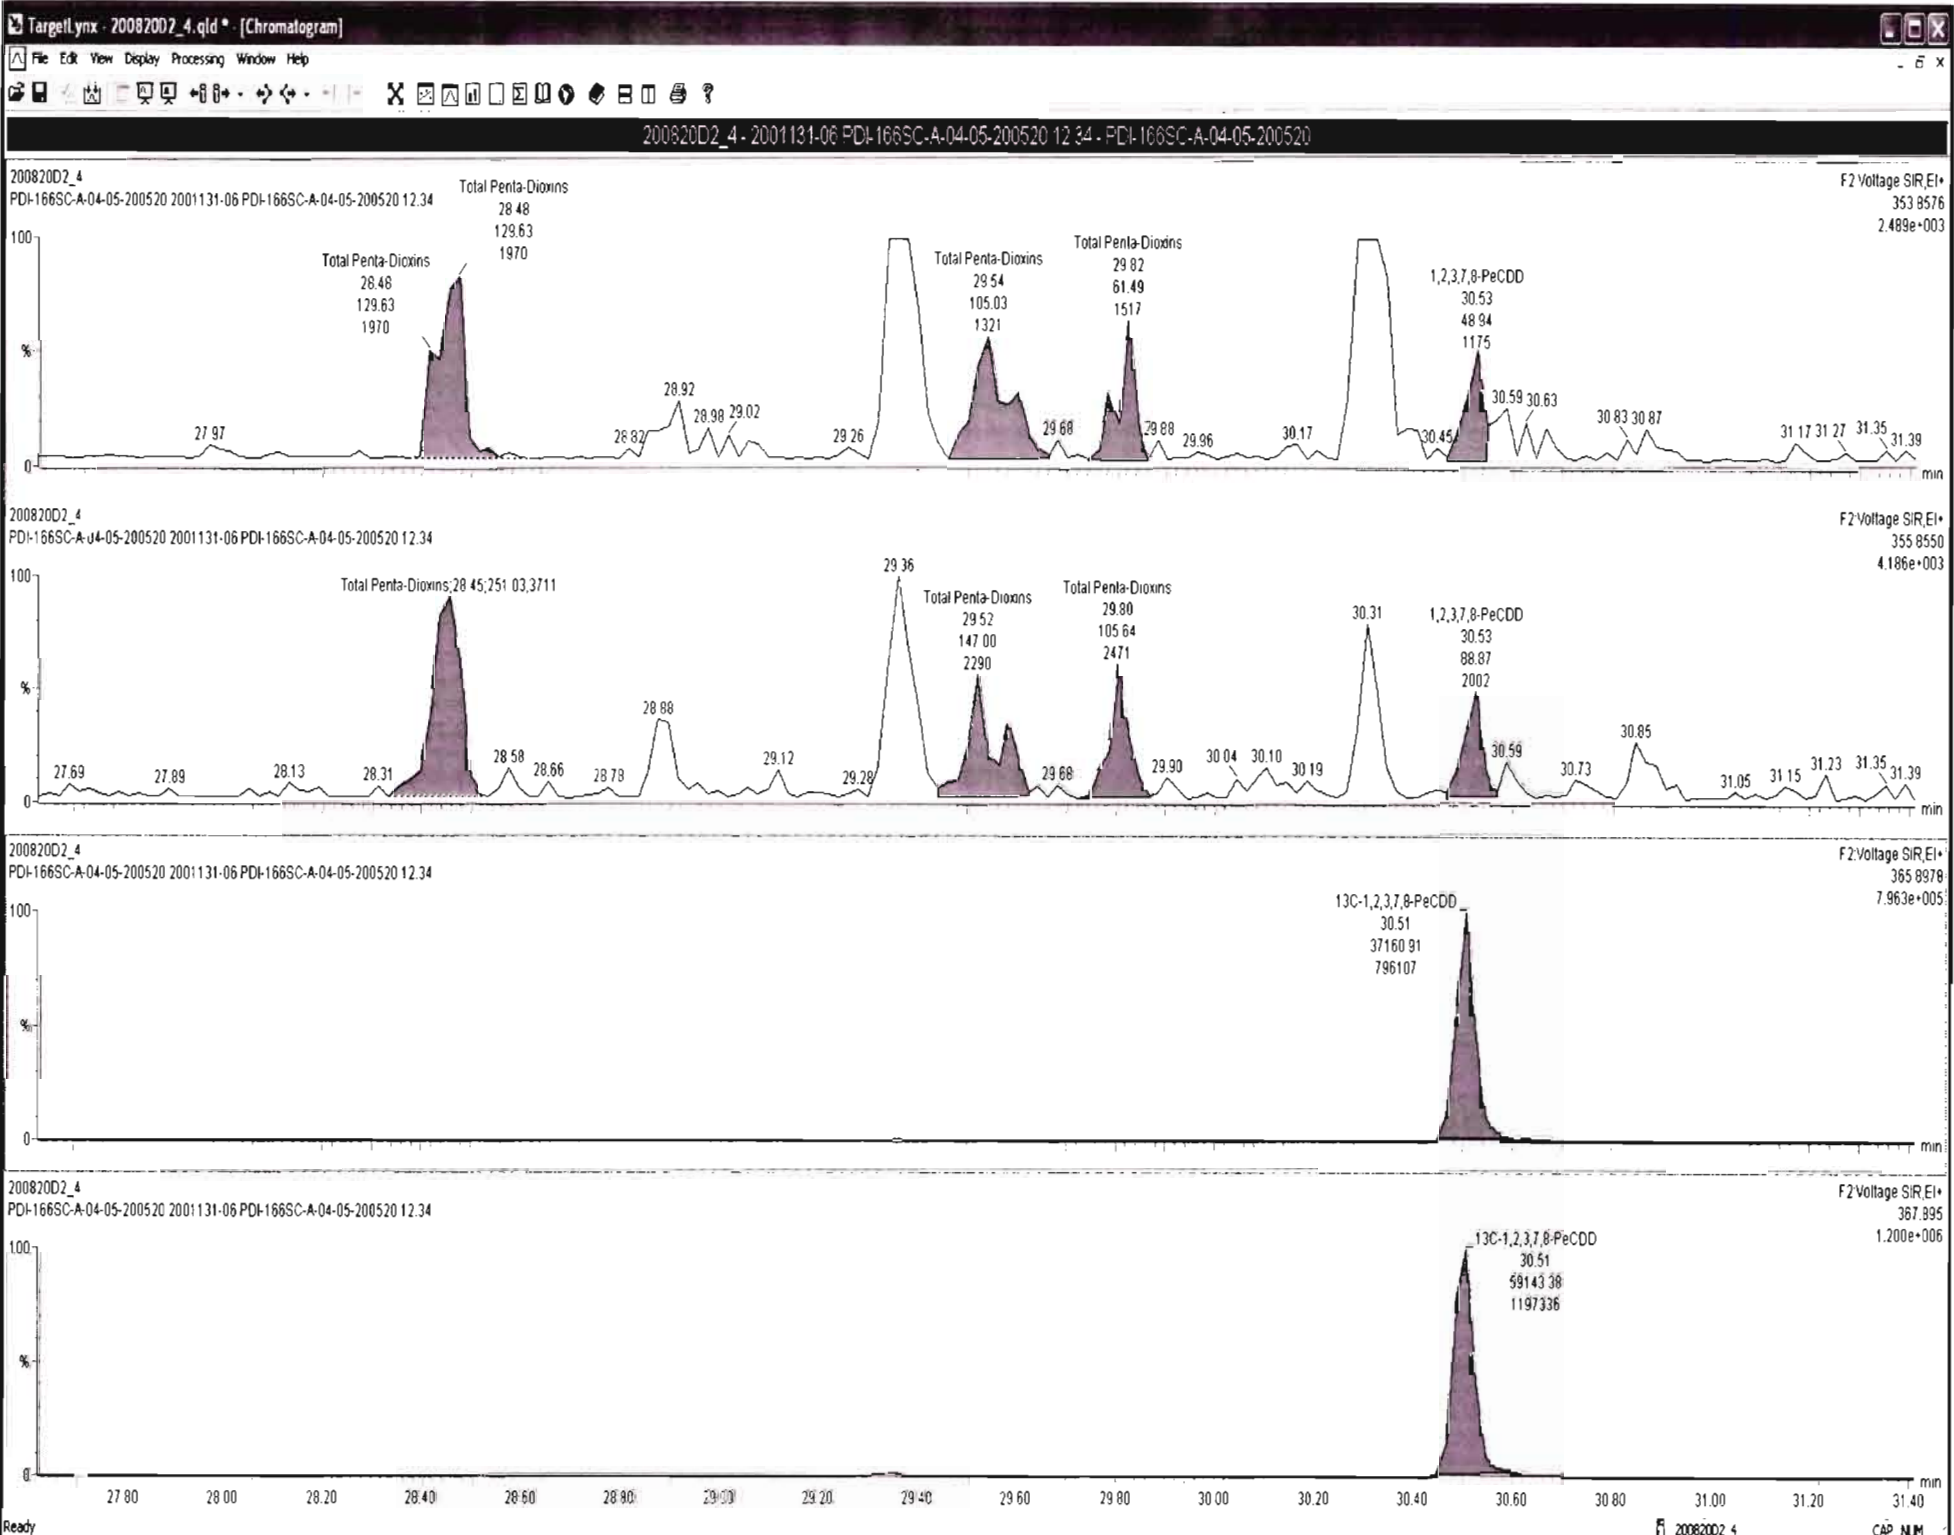 TargetLynx - 200820D2_4.qld * - [Chromatogram]
File Edit View Display Processing Window Help
200820D2_4 - 2001131-06 PDI-166SC-A-04-05-200520 12.34 - PDI-166SC-A-04-05-200520
200820D2_4
PDI-166SC-A-04-05-200520 2001131-06 PDI-166SC-A-04-05-200520 12.34
F2:Voltage SIR,EI+
353.8576
2.489e+003
100
%
0
Total Penta-Dioxins
28.48
129.63
1970
Total Penta-Dioxins
28.48
129.63
1970
Total Penta-Dioxins
29.54
105.03
1321
Total Penta-Dioxins
29.82
61.49
1517
1,2,3,7,8-PeCDD
30.53
48.94
1175
27.97
28.82
28.92
28.98
29.02
29.26
29.68
29.88
29.96
30.17
30.45
30.59
30.63
30.83
30.87
31.17
31.27
31.35
31.39
min
200820D2_4
PDI-166SC-A-04-05-200520 2001131-06 PDI-166SC-A-04-05-200520 12.34
F2:Voltage SIR,EI+
355.8550
4.186e+003
100
%
0
Total Penta-Dioxins;28.45;251.03;3711
29.36
Total Penta-Dioxins
29.52
147.00
2290
Total Penta-Dioxins
29.80
105.64
2471
30.31
1,2,3,7,8-PeCDD
30.53
88.87
2002
27.69
27.89
28.13
28.31
28.58
28.66
28.78
28.88
29.12
29.28
29.68
29.90
30.04
30.10
30.19
30.59
30.73
30.85
31.05
31.15
31.23
31.35
31.39
min
200820D2_4
PDI-166SC-A-04-05-200520 2001131-06 PDI-166SC-A-04-05-200520 12.34
F2:Voltage SIR,EI+
365.8978
7.963e+005
100
%
0
13C-1,2,3,7,8-PeCDD
30.51
37160.91
796107
min
200820D2_4
PDI-166SC-A-04-05-200520 2001131-06 PDI-166SC-A-04-05-200520 12.34
F2:Voltage SIR,EI+
367.895
1.200e+006
100
%
0
13C-1,2,3,7,8-PeCDD
30.51
59143.38
1197336
min
27.80 28.00 28.20 28.40 28.60 28.80 29.00 29.20 29.40 29.60 29.80 30.00 30.20 30.40 30.60 30.80 31.00 31.20 31.40
Ready
200820D2_4
CAP NUM